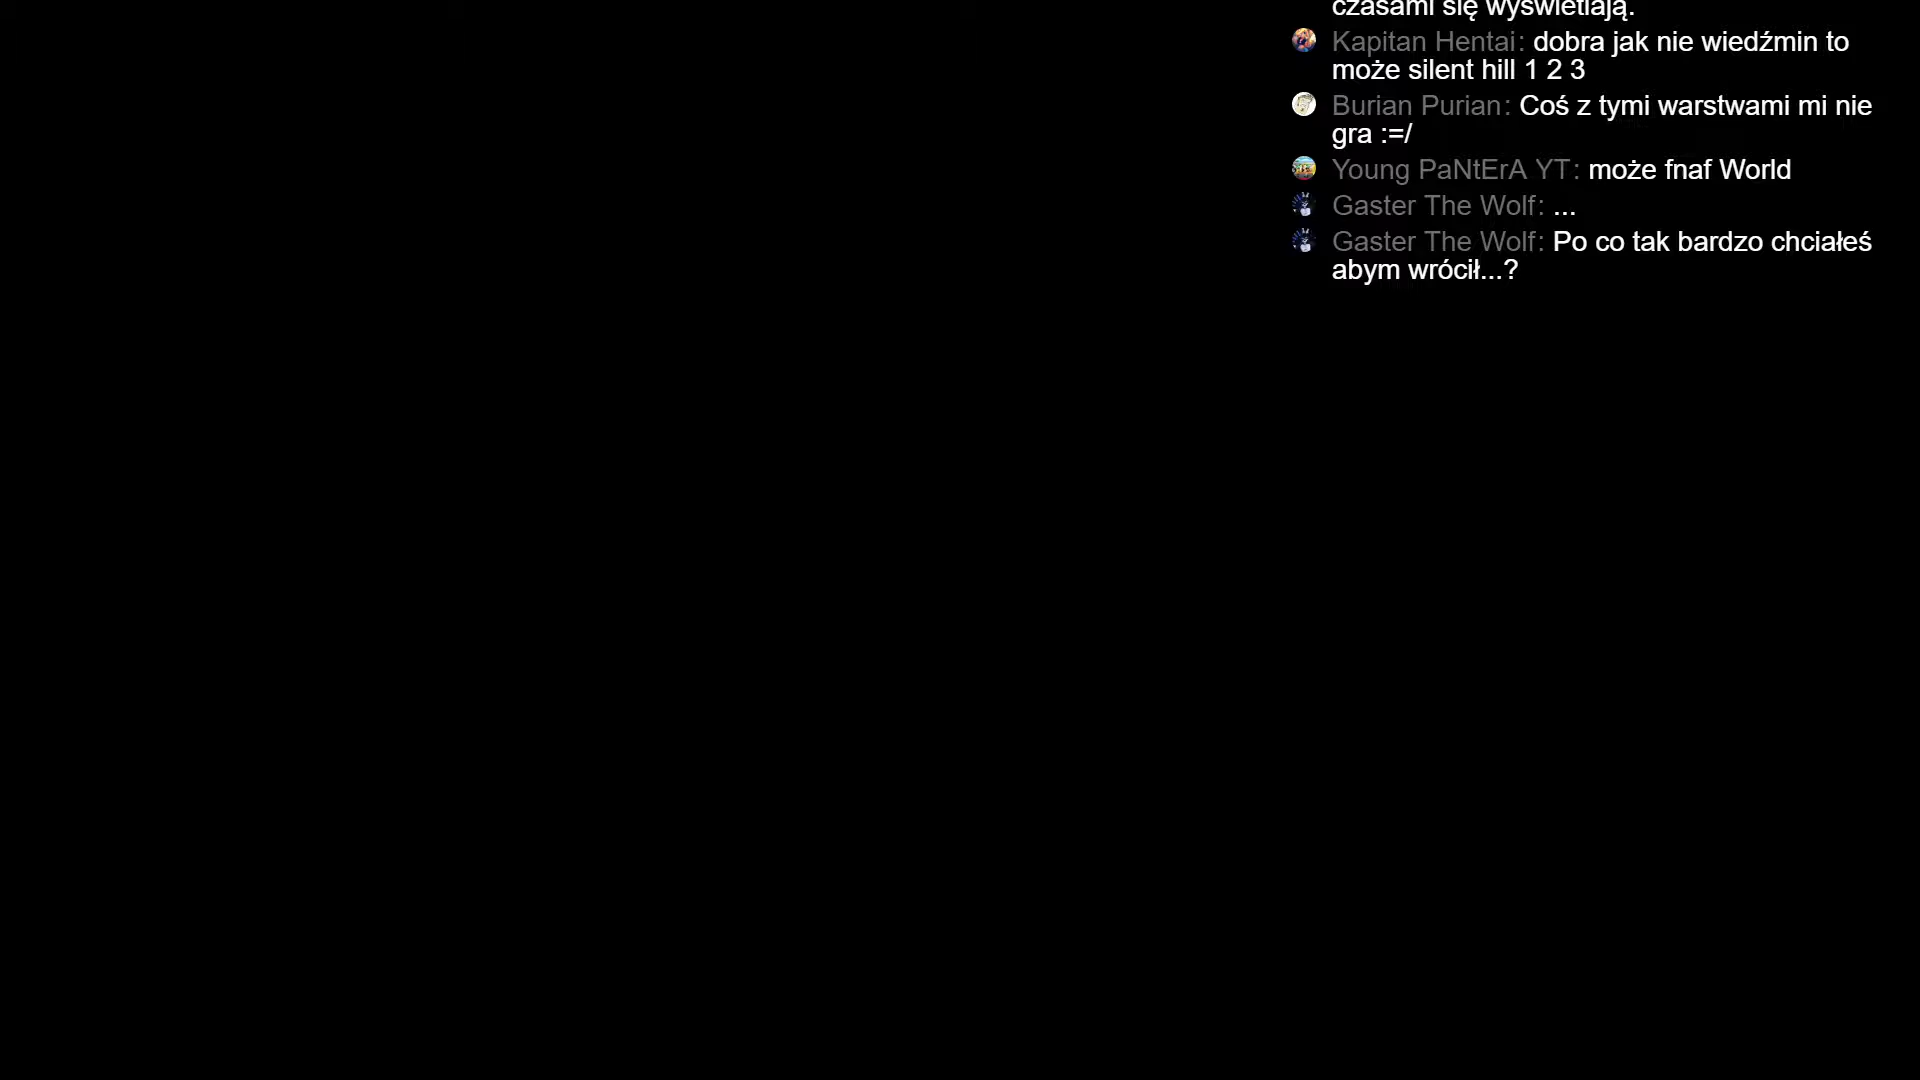 czasami się wyświetlają.
Kapitan Hentai: dobra jak nie wiedźmin to
może silent hill 1 2 3
Burian Purian: Coś z tymi warstwami mi nie
gra :=/
Young PaNtErA YT: może fnaf World
Gaster The Wolf: ...
Gaster The Wolf: Po co tak bardzo chciałeś
abym wrócił...?